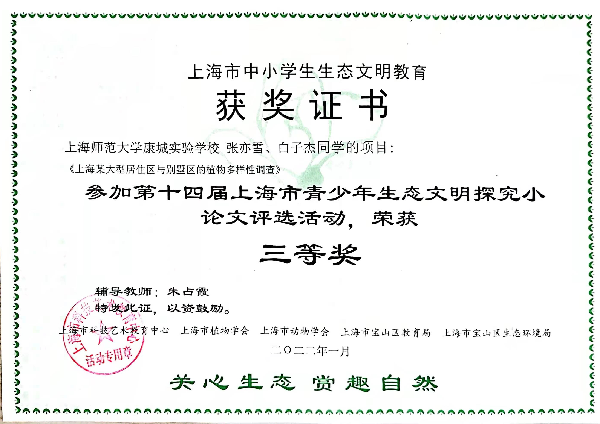 上海市中小学生生态文明教育
获奖证书
上海师范大学康城实验学校 张亦雪、白子杰同学的项目：
《上海某大型居住区与别墅区的植物多样性调查》
参加第十四届上海市青少年生态文明探究小
论文评选活动，荣获
三等奖
辅导教师：朱占霞
特发此证，以资鼓励。
上海市科技艺术教育中心 上海市植物学会 上海市动物学会 上海市宝山区教育局 上海市宝山区生态环境局
二〇二二年一月
关心生态 赏趣自然